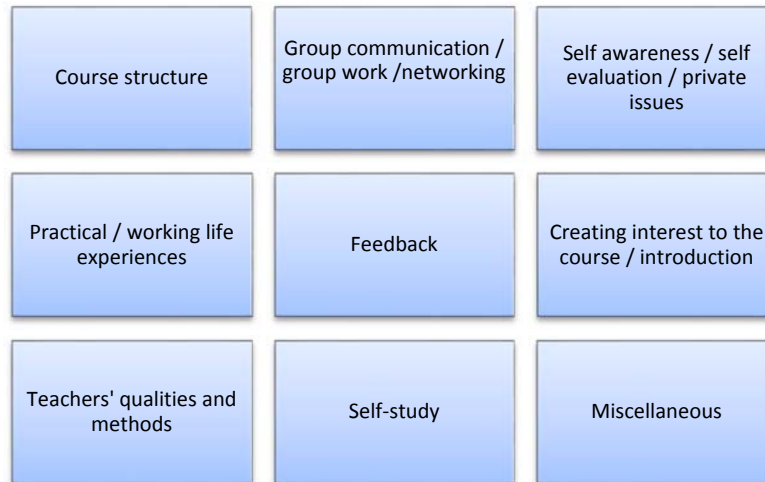 Course structure
Group communication /
group work /networking
Self awareness / self
evaluation / private
issues
Practical / working life
experiences
Feedback
Creating interest to the
course / introduction
Teachers' qualities and
methods
Self-study
Miscellaneous